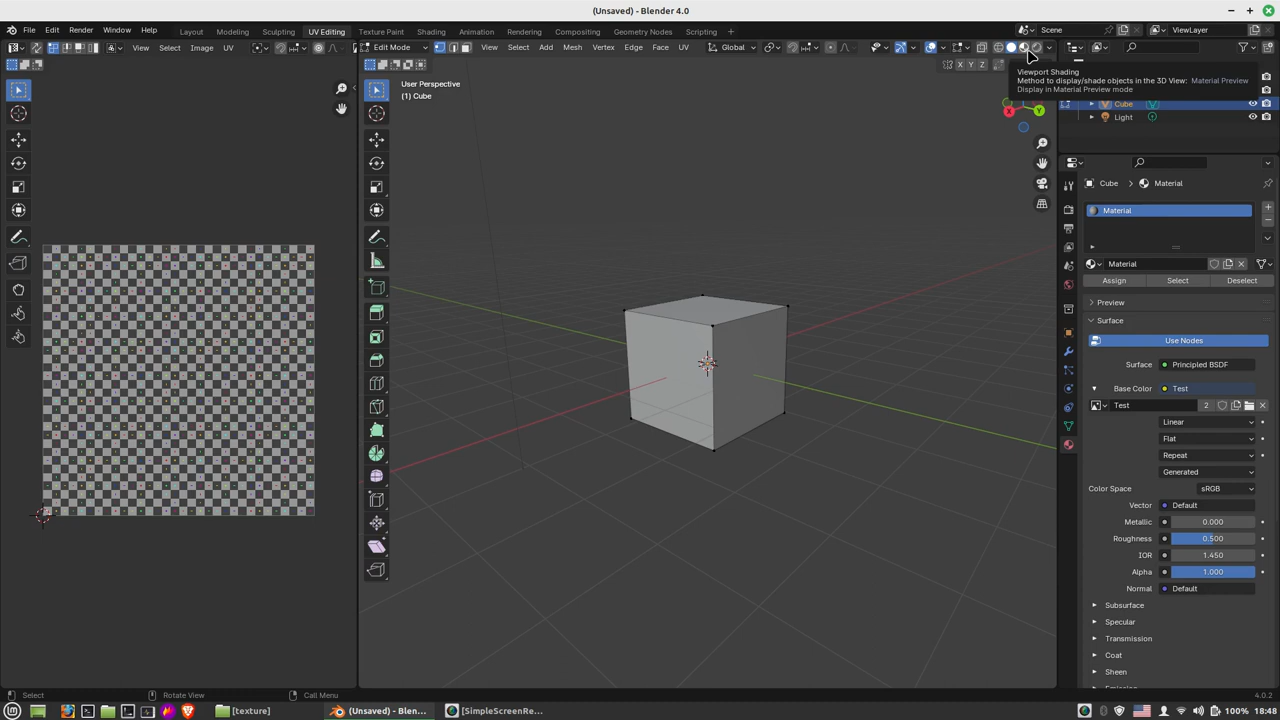 (Unsaved) - Blender 4.0
File Edit Render Window Help Layout Modeling Sculpting UV Editing Texture Paint Shading Animation Rendering Compositing Geometry Nodes Scripting Scene ViewLayer
View Select Image UV Edit Mode View Select Add Mesh Vertex Edge Face UV Global
X Y Z
User Perspective
(1) Cube
Viewport Shading
Method to display/shade objects in the 3D View: Material Preview
Display in Material Preview mode
X Y
Cube
Light
Cube Material
Material
Material
Assign Select Deselect
Preview
Surface
Use Nodes
Surface Principled BSDF
Base Color Test
Test 2
Linear
Flat
Repeat
Generated
Color Space sRGB
Vector Default
Metallic 0.000
Roughness 0.500
IOR 1.450
Alpha 1.000
Normal Default
Subsurface
Specular
Transmission
Coat
Sheen
Select Rotate View Call Menu 4.0.2
[texture] (Unsaved) - Blen... [SimpleScreenRe... 100% 18:48